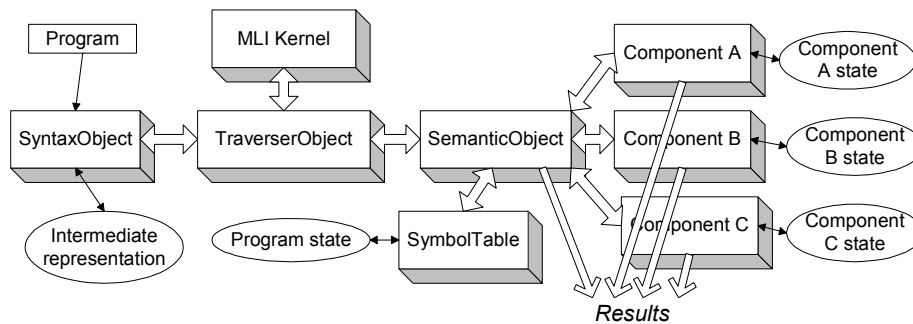 Program
MLI Kernel
Component A
Component
A state
SyntaxObject
TraverserObject
SemanticObject
Component B
Component
B state
Intermediate
representation
Program state
SymbolTable
Component C
Component
C state
Results